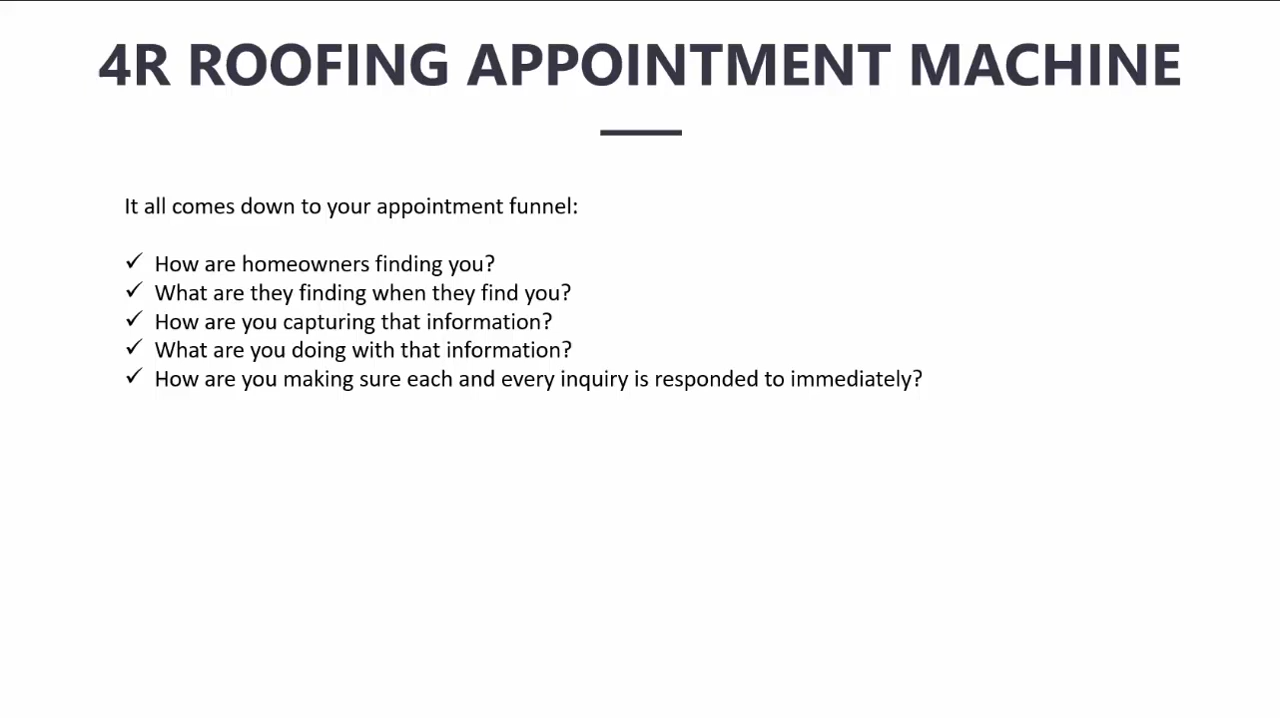 4R ROOFING APPOINTMENT MACHINE
It all comes down to your appointment funnel:
✓ How are homeowners finding you?
✓ What are they finding when they find you?
✓ How are you capturing that information?
✓ What are you doing with that information?
✓ How are you making sure each and every inquiry is responded to immediately?